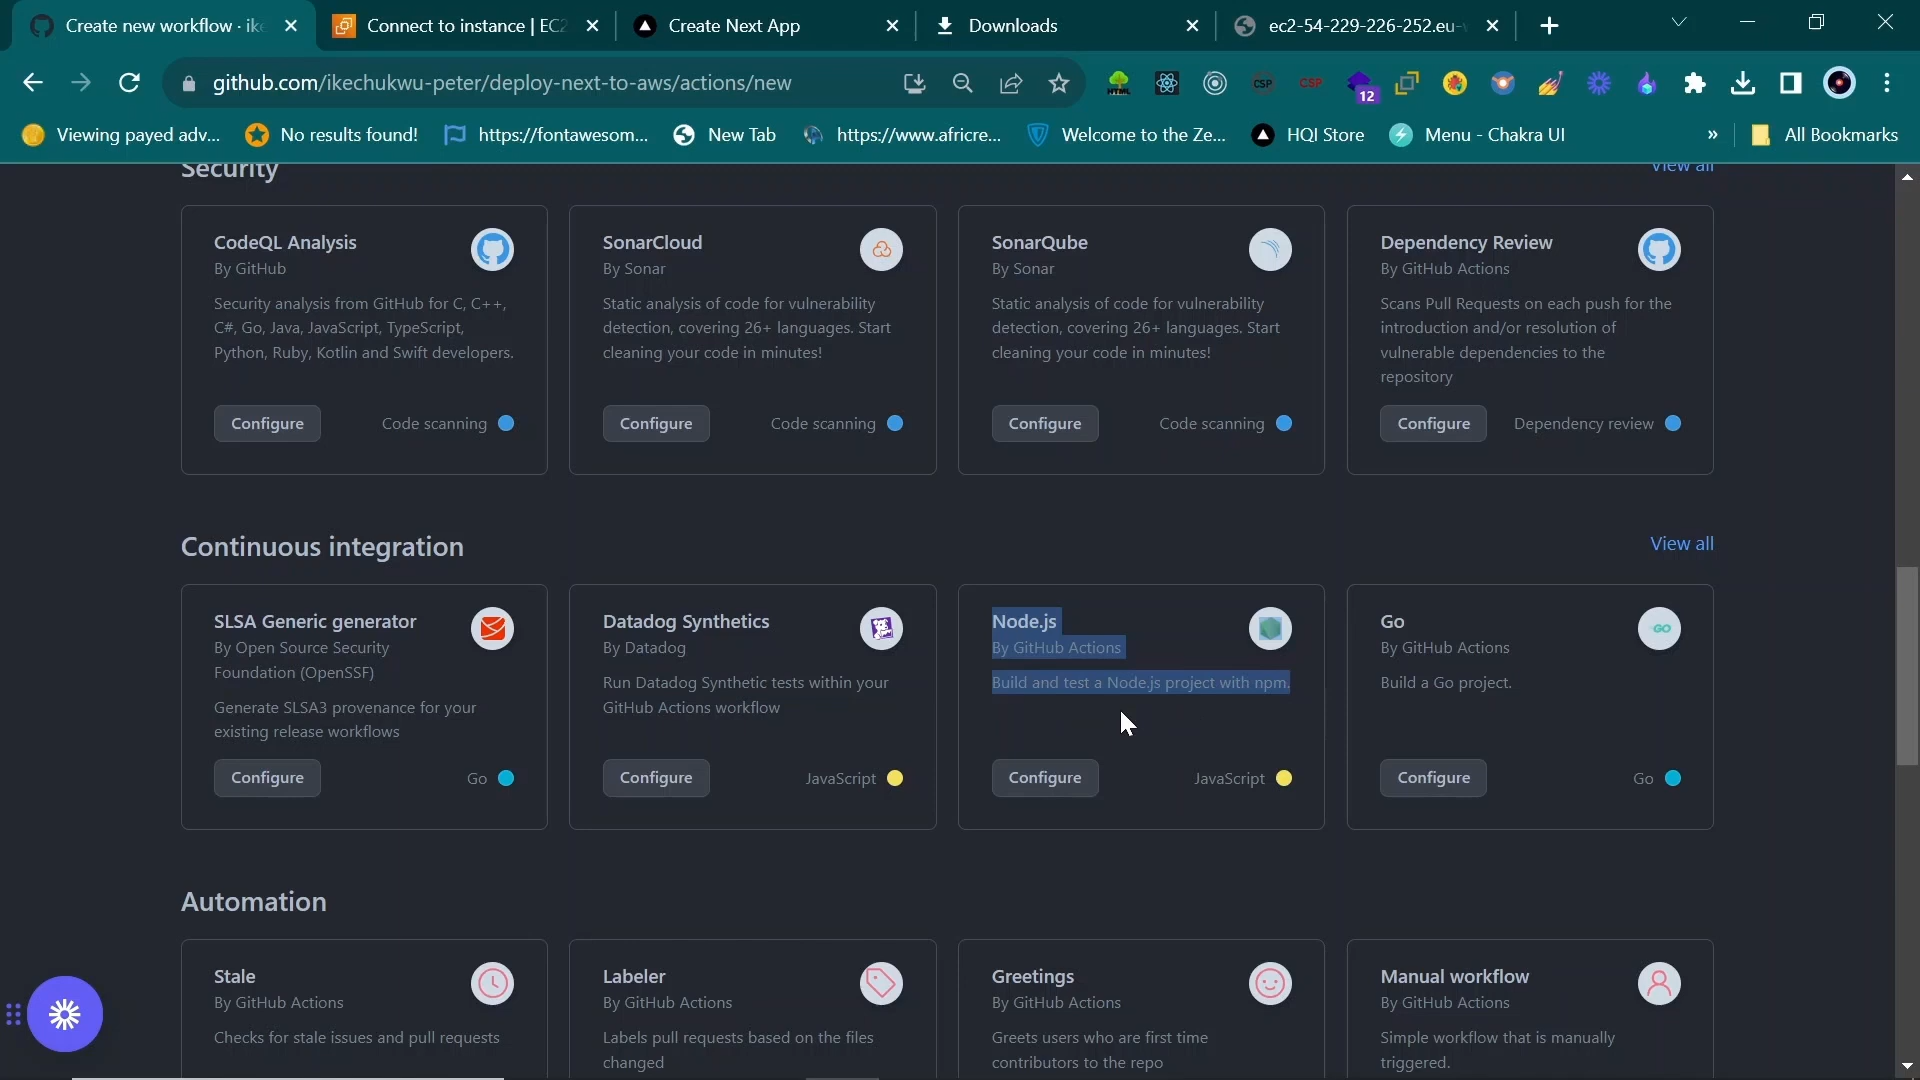 Create new workflow · ike
Connect to instance | EC2
Create Next App
Downloads
ec2-54-229-226-252.eu-
github.com/ikechukwu-peter/deploy-next-to-aws/actions/new
CSP
CSP
12
Viewing payed adv...
No results found!
https://fontawesom...
New Tab
https://www.africre...
Welcome to the Ze...
HQI Store
Menu - Chakra UI
»
All Bookmarks
Security
View all
CodeQL Analysis
By GitHub
Security analysis from GitHub for C, C++,
C#, Go, Java, JavaScript, TypeScript,
Python, Ruby, Kotlin and Swift developers.
Configure
Code scanning
SonarCloud
By Sonar
Static analysis of code for vulnerability
detection, covering 26+ languages. Start
cleaning your code in minutes!
Configure
Code scanning
SonarQube
By Sonar
Static analysis of code for vulnerability
detection, covering 26+ languages. Start
cleaning your code in minutes!
Configure
Code scanning
Dependency Review
By GitHub Actions
Scans Pull Requests on each push for the
introduction and/or resolution of
vulnerable dependencies to the
repository
Configure
Dependency review
Continuous integration
View all
SLSA Generic generator
By Open Source Security
Foundation (OpenSSF)
Generate SLSA3 provenance for your
existing release workflows
Configure
Go
Datadog Synthetics
By Datadog
Run Datadog Synthetic tests within your
GitHub Actions workflow
Configure
JavaScript
Node.js
By GitHub Actions
Build and test a Node.js project with npm.
Configure
JavaScript
Go
By GitHub Actions
Build a Go project.
GO
Configure
Go
Automation
Stale
By GitHub Actions
Checks for stale issues and pull requests
Labeler
By GitHub Actions
Labels pull requests based on the files
changed
Greetings
By GitHub Actions
Greets users who are first time
contributors to the repo
Manual workflow
By GitHub Actions
Simple workflow that is manually
triggered.